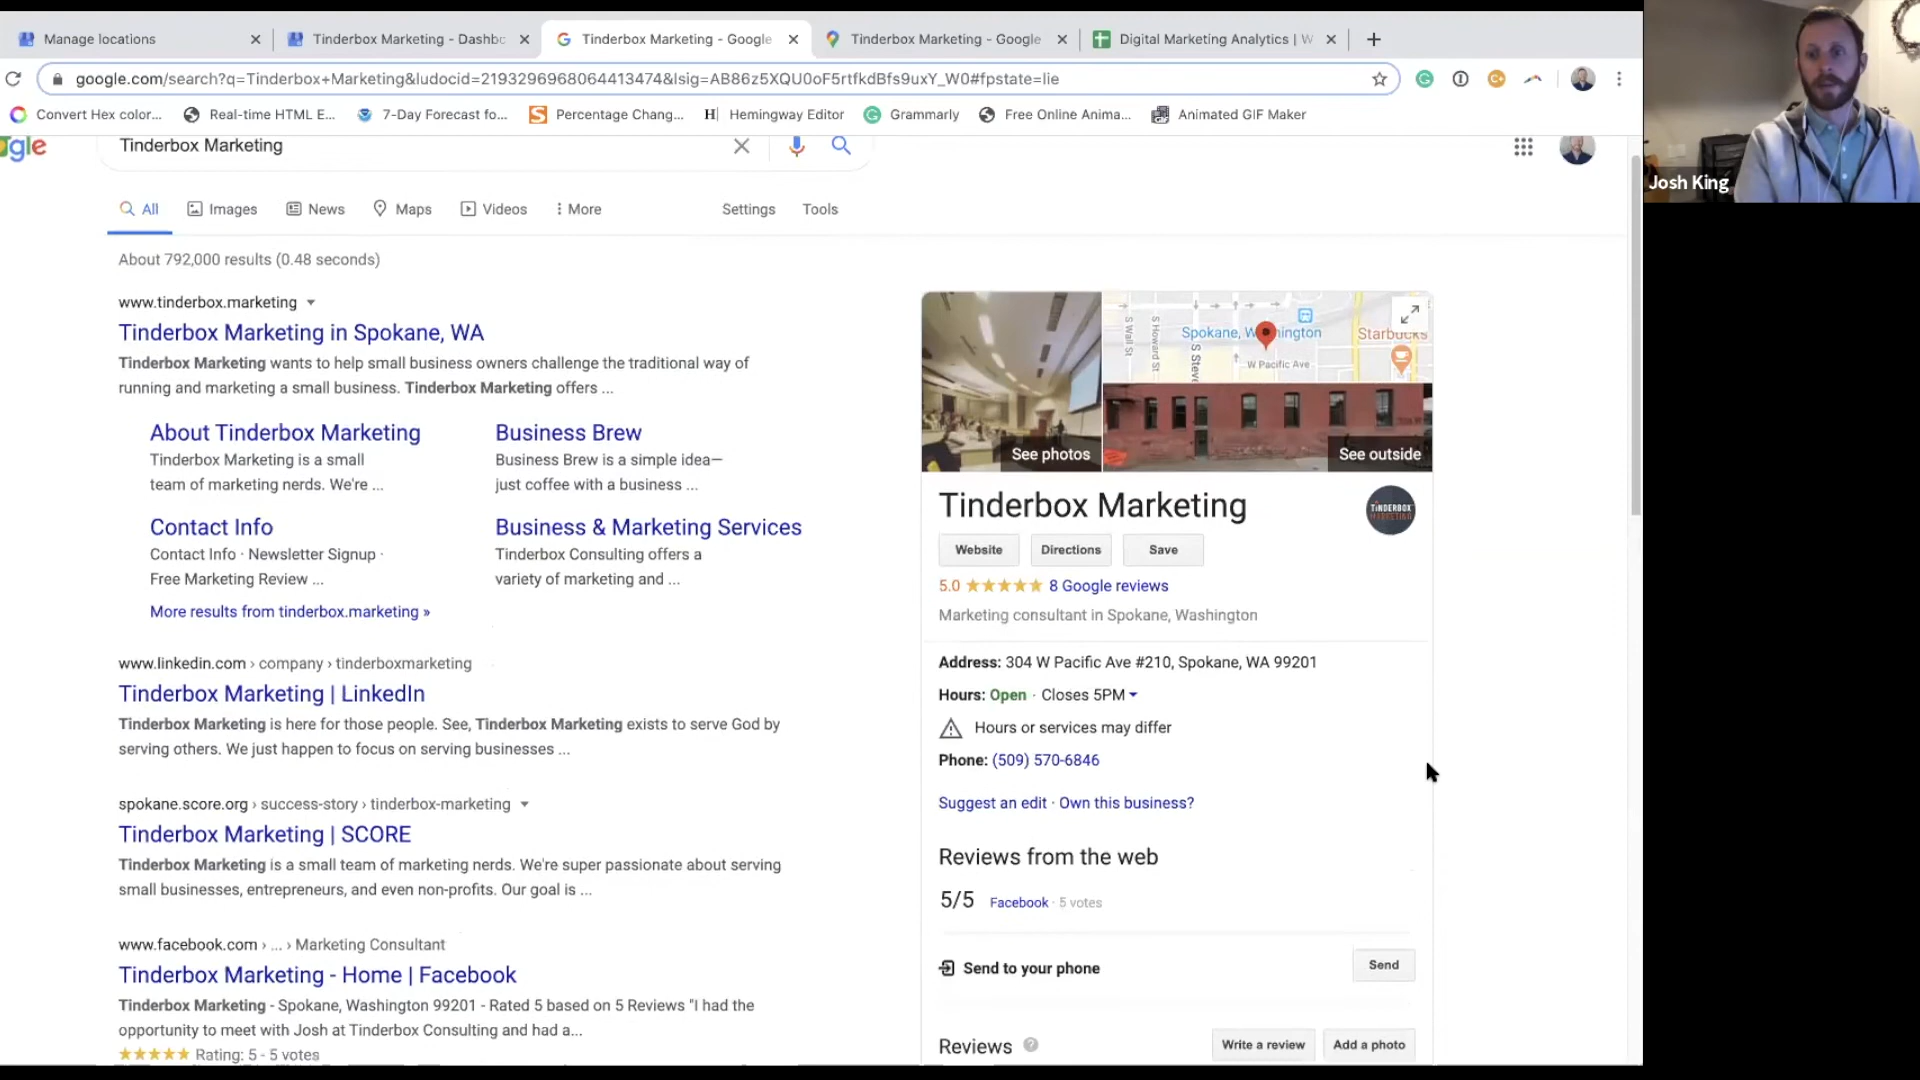 Manage locations
Tinderbox Marketing - Dashbo
Tinderbox Marketing - Google
Tinderbox Marketing - Google
Digital Marketing Analytics | W
google.com/search?q=Tinderbox+Marketing&ludocid=2193296968064413474&lsig=AB86z5XQU0oF5rtfkdBfs9uxY_W0#fpstate=lie
Convert Hex color...
Real-time HTML E...
7-Day Forecast fo...
Percentage Chang...
Hemingway Editor
Grammarly
Free Online Anima...
Animated GIF Maker
Tinderbox Marketing
All
Images
News
Maps
Videos
More
Settings
Tools
About 792,000 results (0.48 seconds)
www.tinderbox.marketing
Tinderbox Marketing in Spokane, WA
Tinderbox Marketing wants to help small business owners challenge the traditional way of
running and marketing a small business. Tinderbox Marketing offers ...
About Tinderbox Marketing
Tinderbox Marketing is a small
team of marketing nerds. We're ...
Business Brew
Business Brew is a simple idea—
just coffee with a business ...
Contact Info
Contact Info · Newsletter Signup ·
Free Marketing Review ...
Business & Marketing Services
Tinderbox Consulting offers a
variety of marketing and ...
More results from tinderbox.marketing »
www.linkedin.com › company › tinderboxmarketing
Tinderbox Marketing | LinkedIn
Tinderbox Marketing is here for those people. See, Tinderbox Marketing exists to serve God by
serving others. We just happen to focus on serving businesses ...
spokane.score.org › success-story › tinderbox-marketing
Tinderbox Marketing | SCORE
Tinderbox Marketing is a small team of marketing nerds. We're super passionate about serving
small businesses, entrepreneurs, and even non-profits. Our goal is ...
www.facebook.com › ... › Marketing Consultant
Tinderbox Marketing - Home | Facebook
Tinderbox Marketing - Spokane, Washington 99201 - Rated 5 based on 5 Reviews "I had the
opportunity to meet with Josh at Tinderbox Consulting and had a...
Rating: 5 - 5 votes
S Wall St
S Howard St
S Steve
Spokane, W
hington
W Pacific Ave
Starbucks
See photos
See outside
Tinderbox Marketing
TINDERBOX
MARKETING
Website
Directions
Save
5.0
8 Google reviews
Marketing consultant in Spokane, Washington
Address: 304 W Pacific Ave #210, Spokane, WA 99201
Hours: Open · Closes 5PM
Hours or services may differ
Phone: (509) 570-6846
Suggest an edit · Own this business?
Reviews from the web
5/5 Facebook · 5 votes
Send to your phone
Send
Reviews
Write a review
Add a photo
Josh King